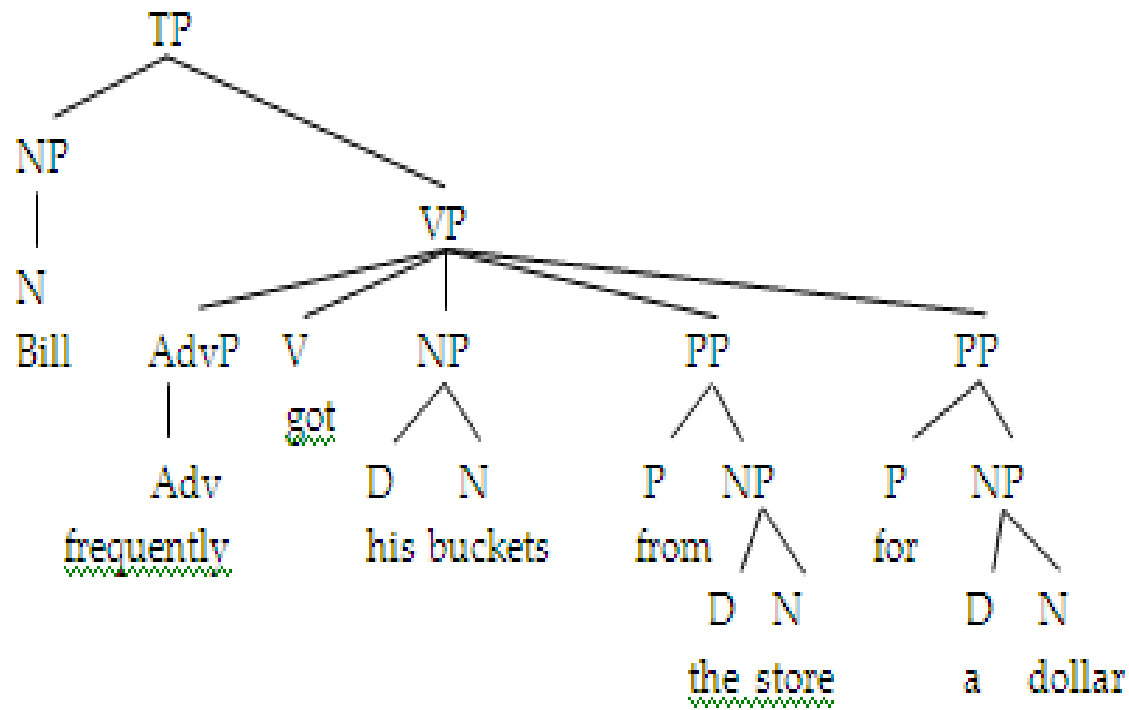 TP
NP
VP
N
Bill AdvP V NP PP PP
got
Adv D N P NP P NP
frequently his buckets from for
D N D N
the store a dollar